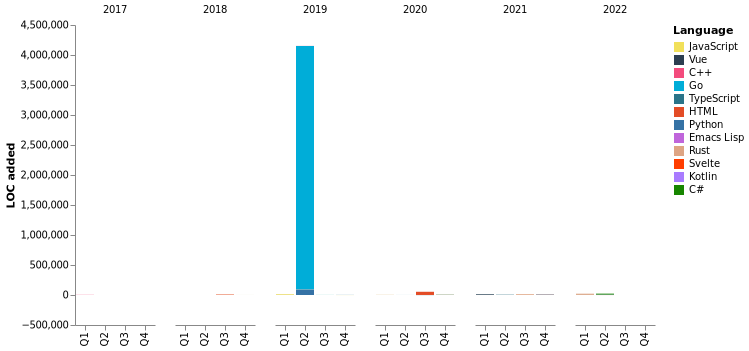 2017 2018 2019 2020 2021 2022
LOC added
4,500,000
4,000,000
3,500,000
3,000,000
2,500,000
2,000,000
1,500,000
1,000,000
500,000
0
−500,000
Q1 Q2 Q3 Q4 Q1 Q2 Q3 Q4 Q1 Q2 Q3 Q4 Q1 Q2 Q3 Q4 Q1 Q2 Q3 Q4 Q1 Q2 Q3 Q4
Language
JavaScript
Vue
C++
Go
TypeScript
HTML
Python
Emacs Lisp
Rust
Svelte
Kotlin
C#